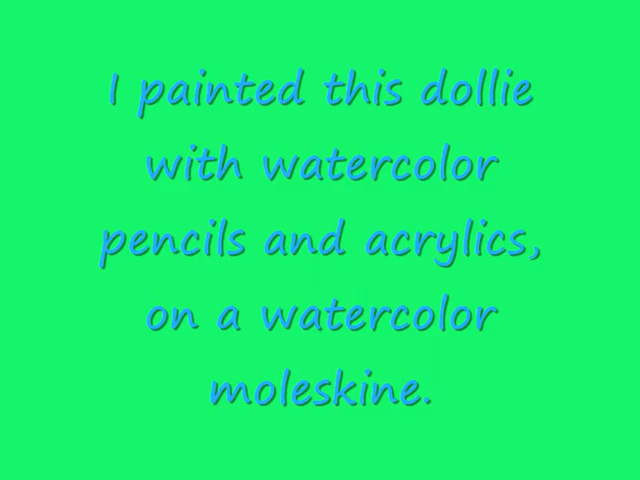 I painted this dollie
with watercolor
pencils and acrylics,
on a watercolor
moleskine.